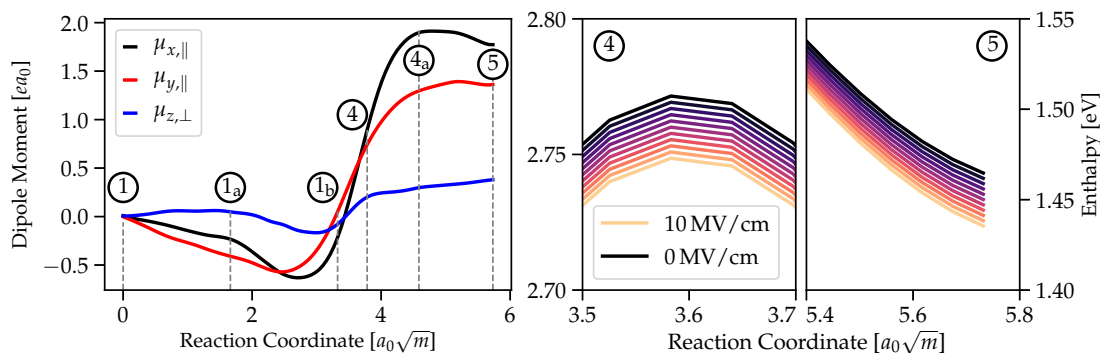 2.0
1.5
1.0
0.5
0.0
−0.5
Dipole Moment [ea₀]
μx,∥
μy,∥
μz,⊥
1
1a
1b
4
4a
5
0
2
4
6
Reaction Coordinate [a₀√m]
2.80
2.75
2.70
4
10 MV/cm
0 MV/cm
3.5
3.6
3.7
5
5.4
5.6
5.8
Reaction Coordinate [a₀√m]
1.55
1.50
1.45
1.40
Enthalpy [eV]